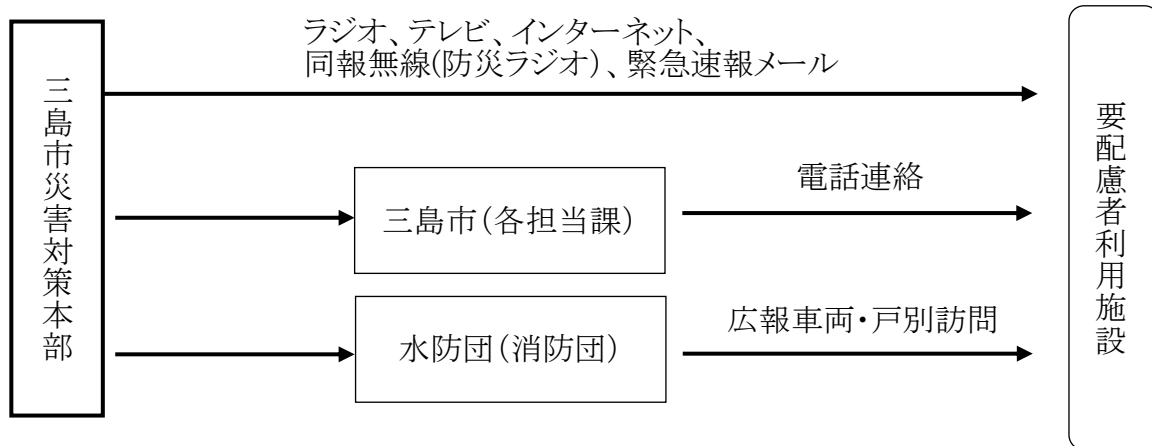 三島市災害対策本部
ラジオ、テレビ、インターネット、
同報無線(防災ラジオ)、緊急速報メール
三島市(各担当課)
電話連絡
水防団(消防団)
広報車両・戸別訪問
要配慮者利用施設